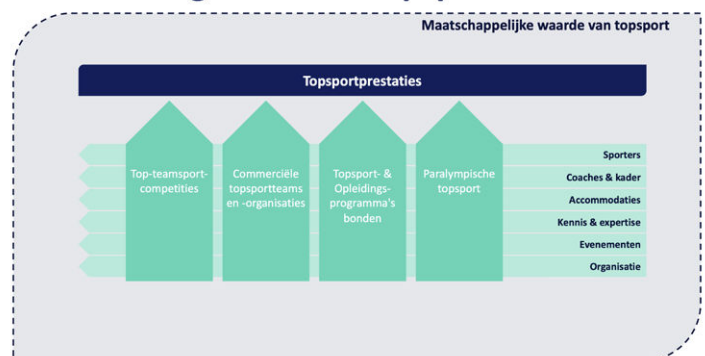 Maatschappelijke waarde van topsport
Topsportprestaties
Top-teamsport-
competities
Commerciële
topsportteams
en -organisaties
Topsport- &
Opleidings-
programma's
bonden
Paralympische
topsport
Sporters
Coaches & kader
Accommodaties
Kennis & expertise
Evenementen
Organisatie